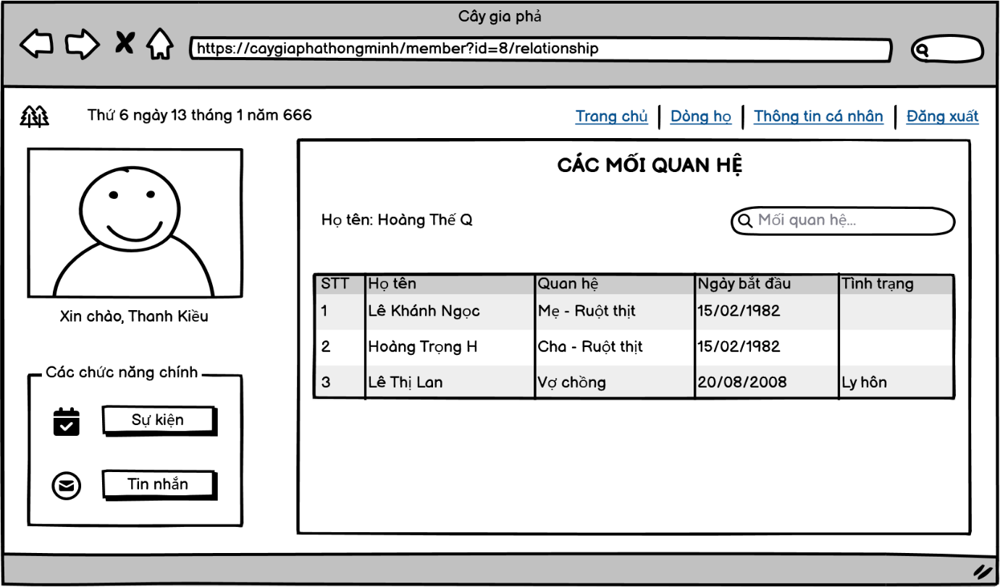 Cây gia phả
https://caygiaphathongminh/member?id=8/relationship
Thứ 6 ngày 13 tháng 1 năm 666
Trang chủ | Dòng họ | Thông tin cá nhân | Đăng xuất
Xin chào, Thanh Kiều
Các chức năng chính
Sự kiện
Tin nhắn
CÁC MỐI QUAN HỆ
Họ tên: Hoàng Thế Q
Mối quan hệ...
STT Họ tên Quan hệ Ngày bắt đầu Tình trạng
1 Lê Khánh Ngọc Mẹ - Ruột thịt 15/02/1982
2 Hoàng Trọng H Cha - Ruột thịt 15/02/1982
3 Lê Thị Lan Vợ chồng 20/08/2008 Ly hôn